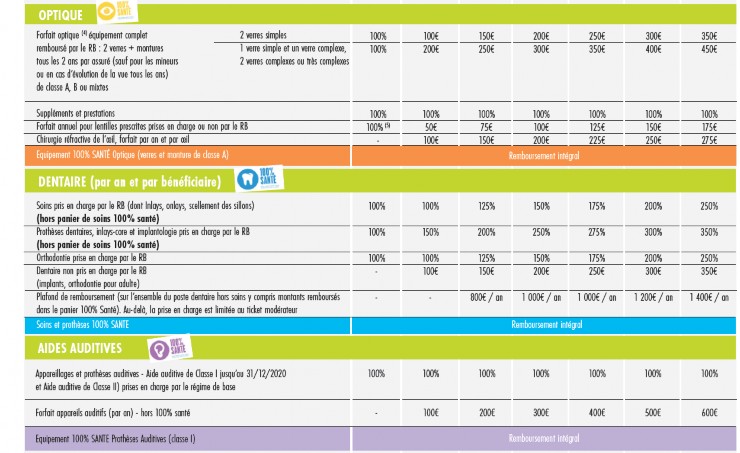 OPTIQUE 100% SANTÉ
Forfait optique (4) équipement complet 2 verres simples 100% 100€ 150€ 200€ 250€ 300€ 350€
remboursé par le RB : 2 verres + montures 1 verre simple et un verre complexe, 100% 200€ 250€ 300€ 350€ 400€ 450€
tous les 2 ans par assuré (sauf pour les mineurs 2 verres complexes ou très complexes
ou en cas d'évolution de la vue tous les ans)
de classe A, B ou mixtes
Suppléments et prestations 100% 100% 100% 100% 100% 100% 100%
Forfait annuel pour lentilles prescrites prises en charge ou non par le RB 100% (5) 50€ 75€ 100€ 125€ 150€ 175€
Chirurgie réfractive de l'œil, forfait par an et par œil - 100€ 150€ 200€ 225€ 250€ 275€
Equipement 100% SANTÉ Optique (verres et monture de classe A) Remboursement intégral
DENTAIRE (par an et par bénéficiaire) 100% SANTÉ
Soins pris en charge par le RB (dont Inlays, onlays, scellement des sillons) 100% 100% 125% 150% 175% 200% 250%
(hors panier de soins 100% santé)
Prothèses dentaires, inlays-care et implantologie pris en charge par le RB 100% 150% 200% 250% 275% 300% 350%
(hors panier de soins 100% santé)
Orthodontie prise en charge par le RB 100% 100% 125% 150% 175% 200% 250%
Dentaire non pris en charge par le RB - 100€ 150€ 200€ 250€ 300€ 350€
(implants, orthodontie pour adulte)
Plafond de remboursement (sur l'ensemble du poste dentaire hors soins y compris montants remboursés - - 800€ / an 1 000€ / an 1 000€ / an 1 200€ / an 1 400€ / an
dans le panier 100% Santé). Au-delà, la prise en charge est limitée au ticket modérateur
Soins et prothèses 100% SANTE Remboursement intégral
AIDES AUDITIVES 100% SANTÉ
Appareillages et prothèses auditives - Aide auditive de Classe I jusqu'au 31/12/2020 100% 100% 100% 100% 100% 100% 100%
et Aide auditive de Classe II) prises en charge par le régime de base
Forfait appareils auditifs (par an) - hors 100% santé - 100€ 200€ 300€ 400€ 500€ 600€
Equipement 100% SANTE Prothèses Auditives (classe I) Remboursement intégral